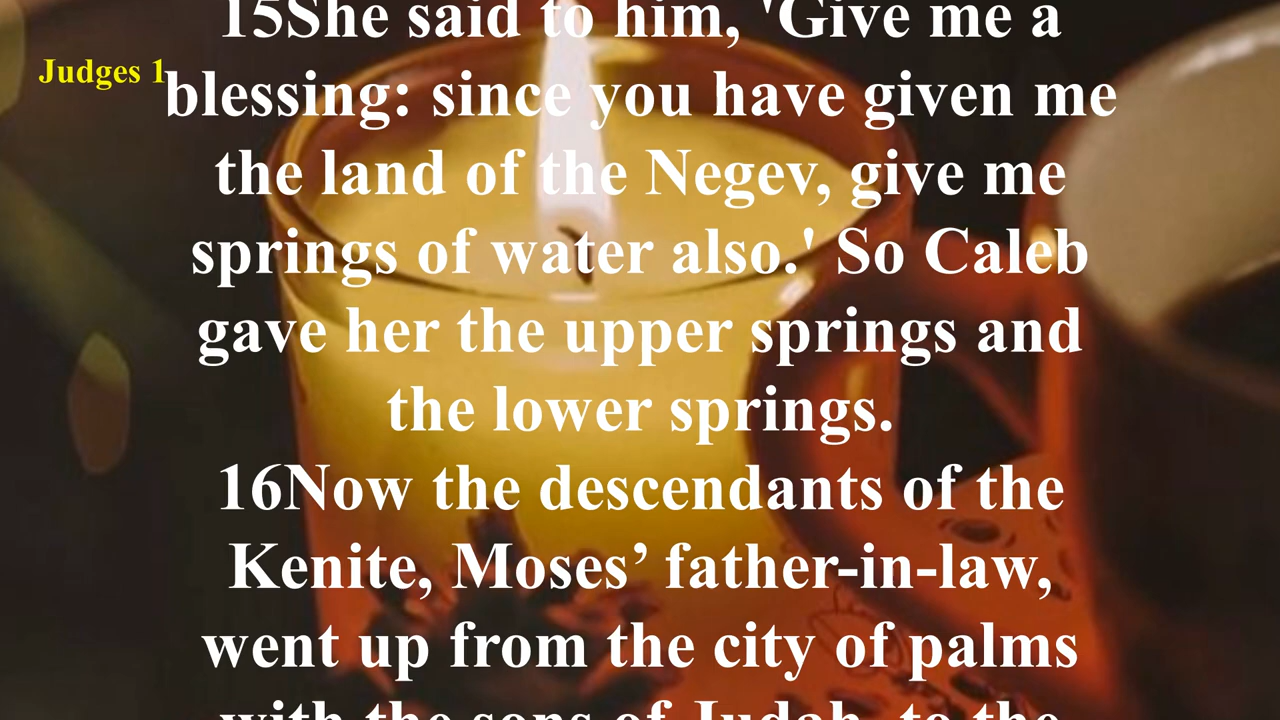 15She said to him, 'Give me a
Judges 1
blessing: since you have given me
the land of the Negev, give me
springs of water also.' So Caleb
gave her the upper springs and
the lower springs.
16Now the descendants of the
Kenite, Moses’ father-in-law,
went up from the city of palms
with the sons of Judah, to the